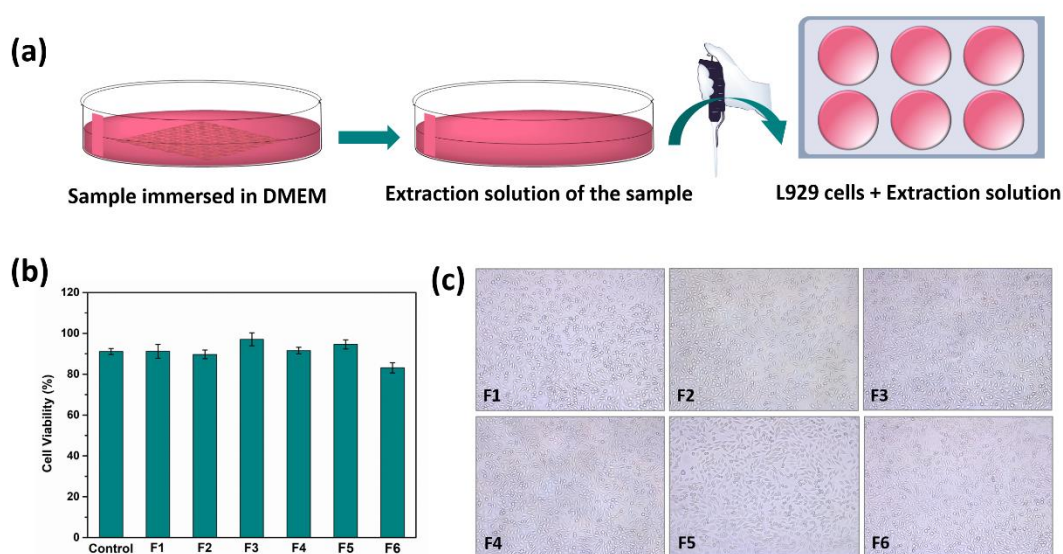 (a)
Sample immersed in DMEM
Extraction solution of the sample
L929 cells + Extraction solution
(b)
120
100
80
60
40
20
0
Cell Viability (%)
Control F1 F2 F3 F4 F5 F6
(c)
F1
F2
F3
F4
F5
F6